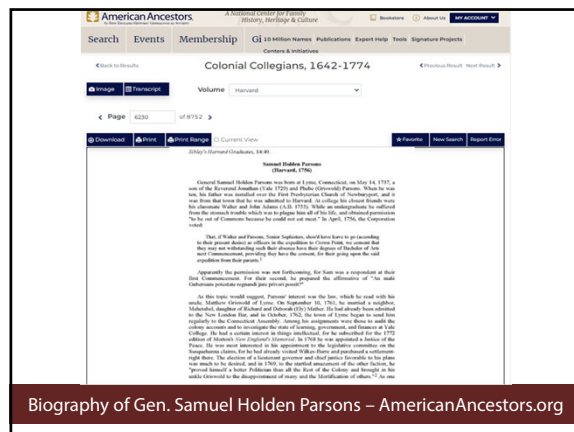 American Ancestors.
by New England Historic Genealogical Society
A National Center for Family
History, Heritage & Culture
Bookstore
About Us
MY ACCOUNT
Search Events Membership Gi 10 Million Names Publications Expert Help Tools Signature Projects
Centers & Initiatives
Back to Results
Colonial Collegians, 1642-1774
Previous Result Next Result
Image Transcript
Volume Harvard
Page 6230 of 8752
Download Print Print Range Current View
Favorite New Search Report Error
Sibley's Harvard Graduates, 14:49.
Samuel Holden Parsons
(Harvard, 1756)
General Samuel Holden Parsons was born at Lyme, Connecticut, on May 14, 1737, a
son of the Reverend Jonathan (Yale 1729) and Phebe (Griswold) Parsons. When he was
ten, his father was installed over the First Presbyterian Church of Newburyport, and it
was from that town that he was admitted to Harvard. At college his closest friends were
his classmate Walter and John Adams (A.B. 1755). While an undergraduate he suffered
from the stomach trouble which was to plague him all of his life, and obtained permission
"to be out of Commons because he could not eat meat." In April, 1756, the Corporation
voted:
That, if Walter and Parsons, Senior Sophisters, shou'd have leave to go (according
to their present desire) as officers in the expedition to Crown Point, we consent that
they may not withstanding such their absence have their degrees of Bachelor of Arts
next Commencement, providing they have the consent, for their going upon the said
expedition from their parents.¹
Apparently the permission was not forthcoming, for Sam was a respondent at their
first Commencement. For their second, he prepared the affirmative of "An mali
Gubernans potestate regnandi jure privari possit?"
As this topic would suggest, Parsons' interest was the law, which he read with his
uncle, Matthew Griswold of Lyme. On September 10, 1761, he married a neighbor,
Mehetabel, daughter of Richard and Deborah (Ely) Mather. He had already been admitted
to the New London Bar, and in October, 1762, the town of Lyme began to send him
regularly to the Connecticut Assembly. Among his assignments were those to audit the
colony accounts and to investigate the state of learning, government, and finances at Yale
College. He had a certain interest in things intellectual, for he subscribed for the 1772
edition of Morton's New England's Memorial. In 1768 he was appointed a Justice of the
Peace. He was most interested in his appointment to the legislative committee on the
Susquehanna claims, for he had already visited Wilkes-Barre and purchased a settlement-
right there. The election of a lieutenant governor and chief justice favorable to his plans
was much to be desired, and in 1769, to the startled amazement of the other faction, he
"proved himself a better Politician than all the Rest of the Colony and brought in his
unkle Griswold to the disappointment of many and the Mortification of others."² As one
Biography of Gen. Samuel Holden Parsons – AmericanAncestors.org